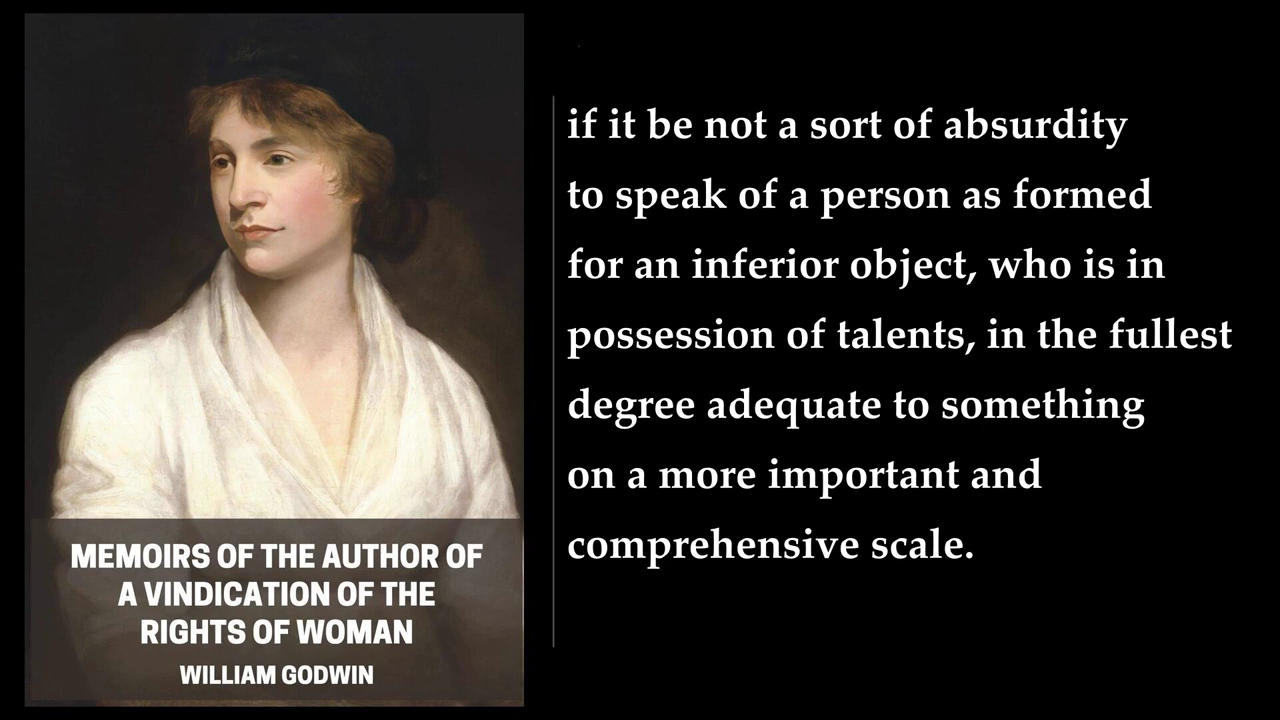 MEMOIRS OF THE AUTHOR OF
A VINDICATION OF THE
RIGHTS OF WOMAN
WILLIAM GODWIN
if it be not a sort of absurdity
to speak of a person as formed
for an inferior object, who is in
possession of talents, in the fullest
degree adequate to something
on a more important and
comprehensive scale.